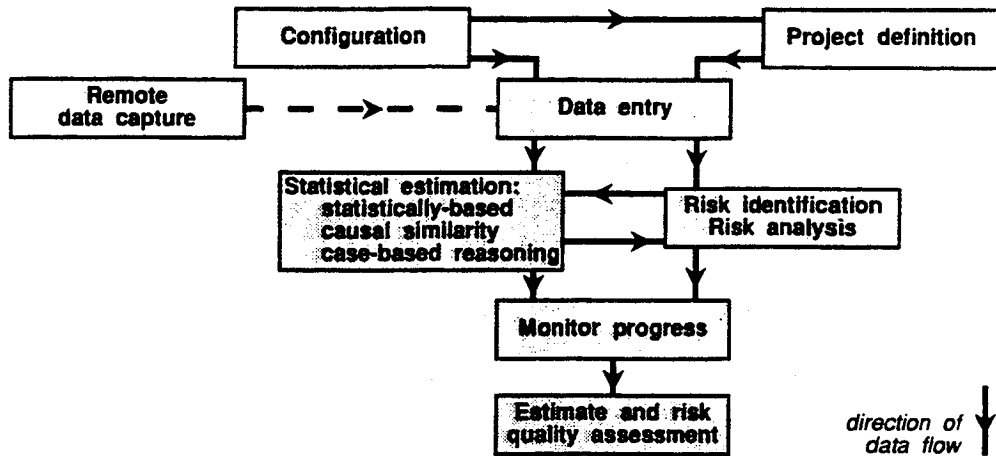 Configuration
Project definition
Remote
data capture
Data entry
Statistical estimation:
statistically-based
causal similarity
case-based reasoning
Risk identification
Risk analysis
Monitor progress
Estimate and risk
quality assessment
direction of
data flow